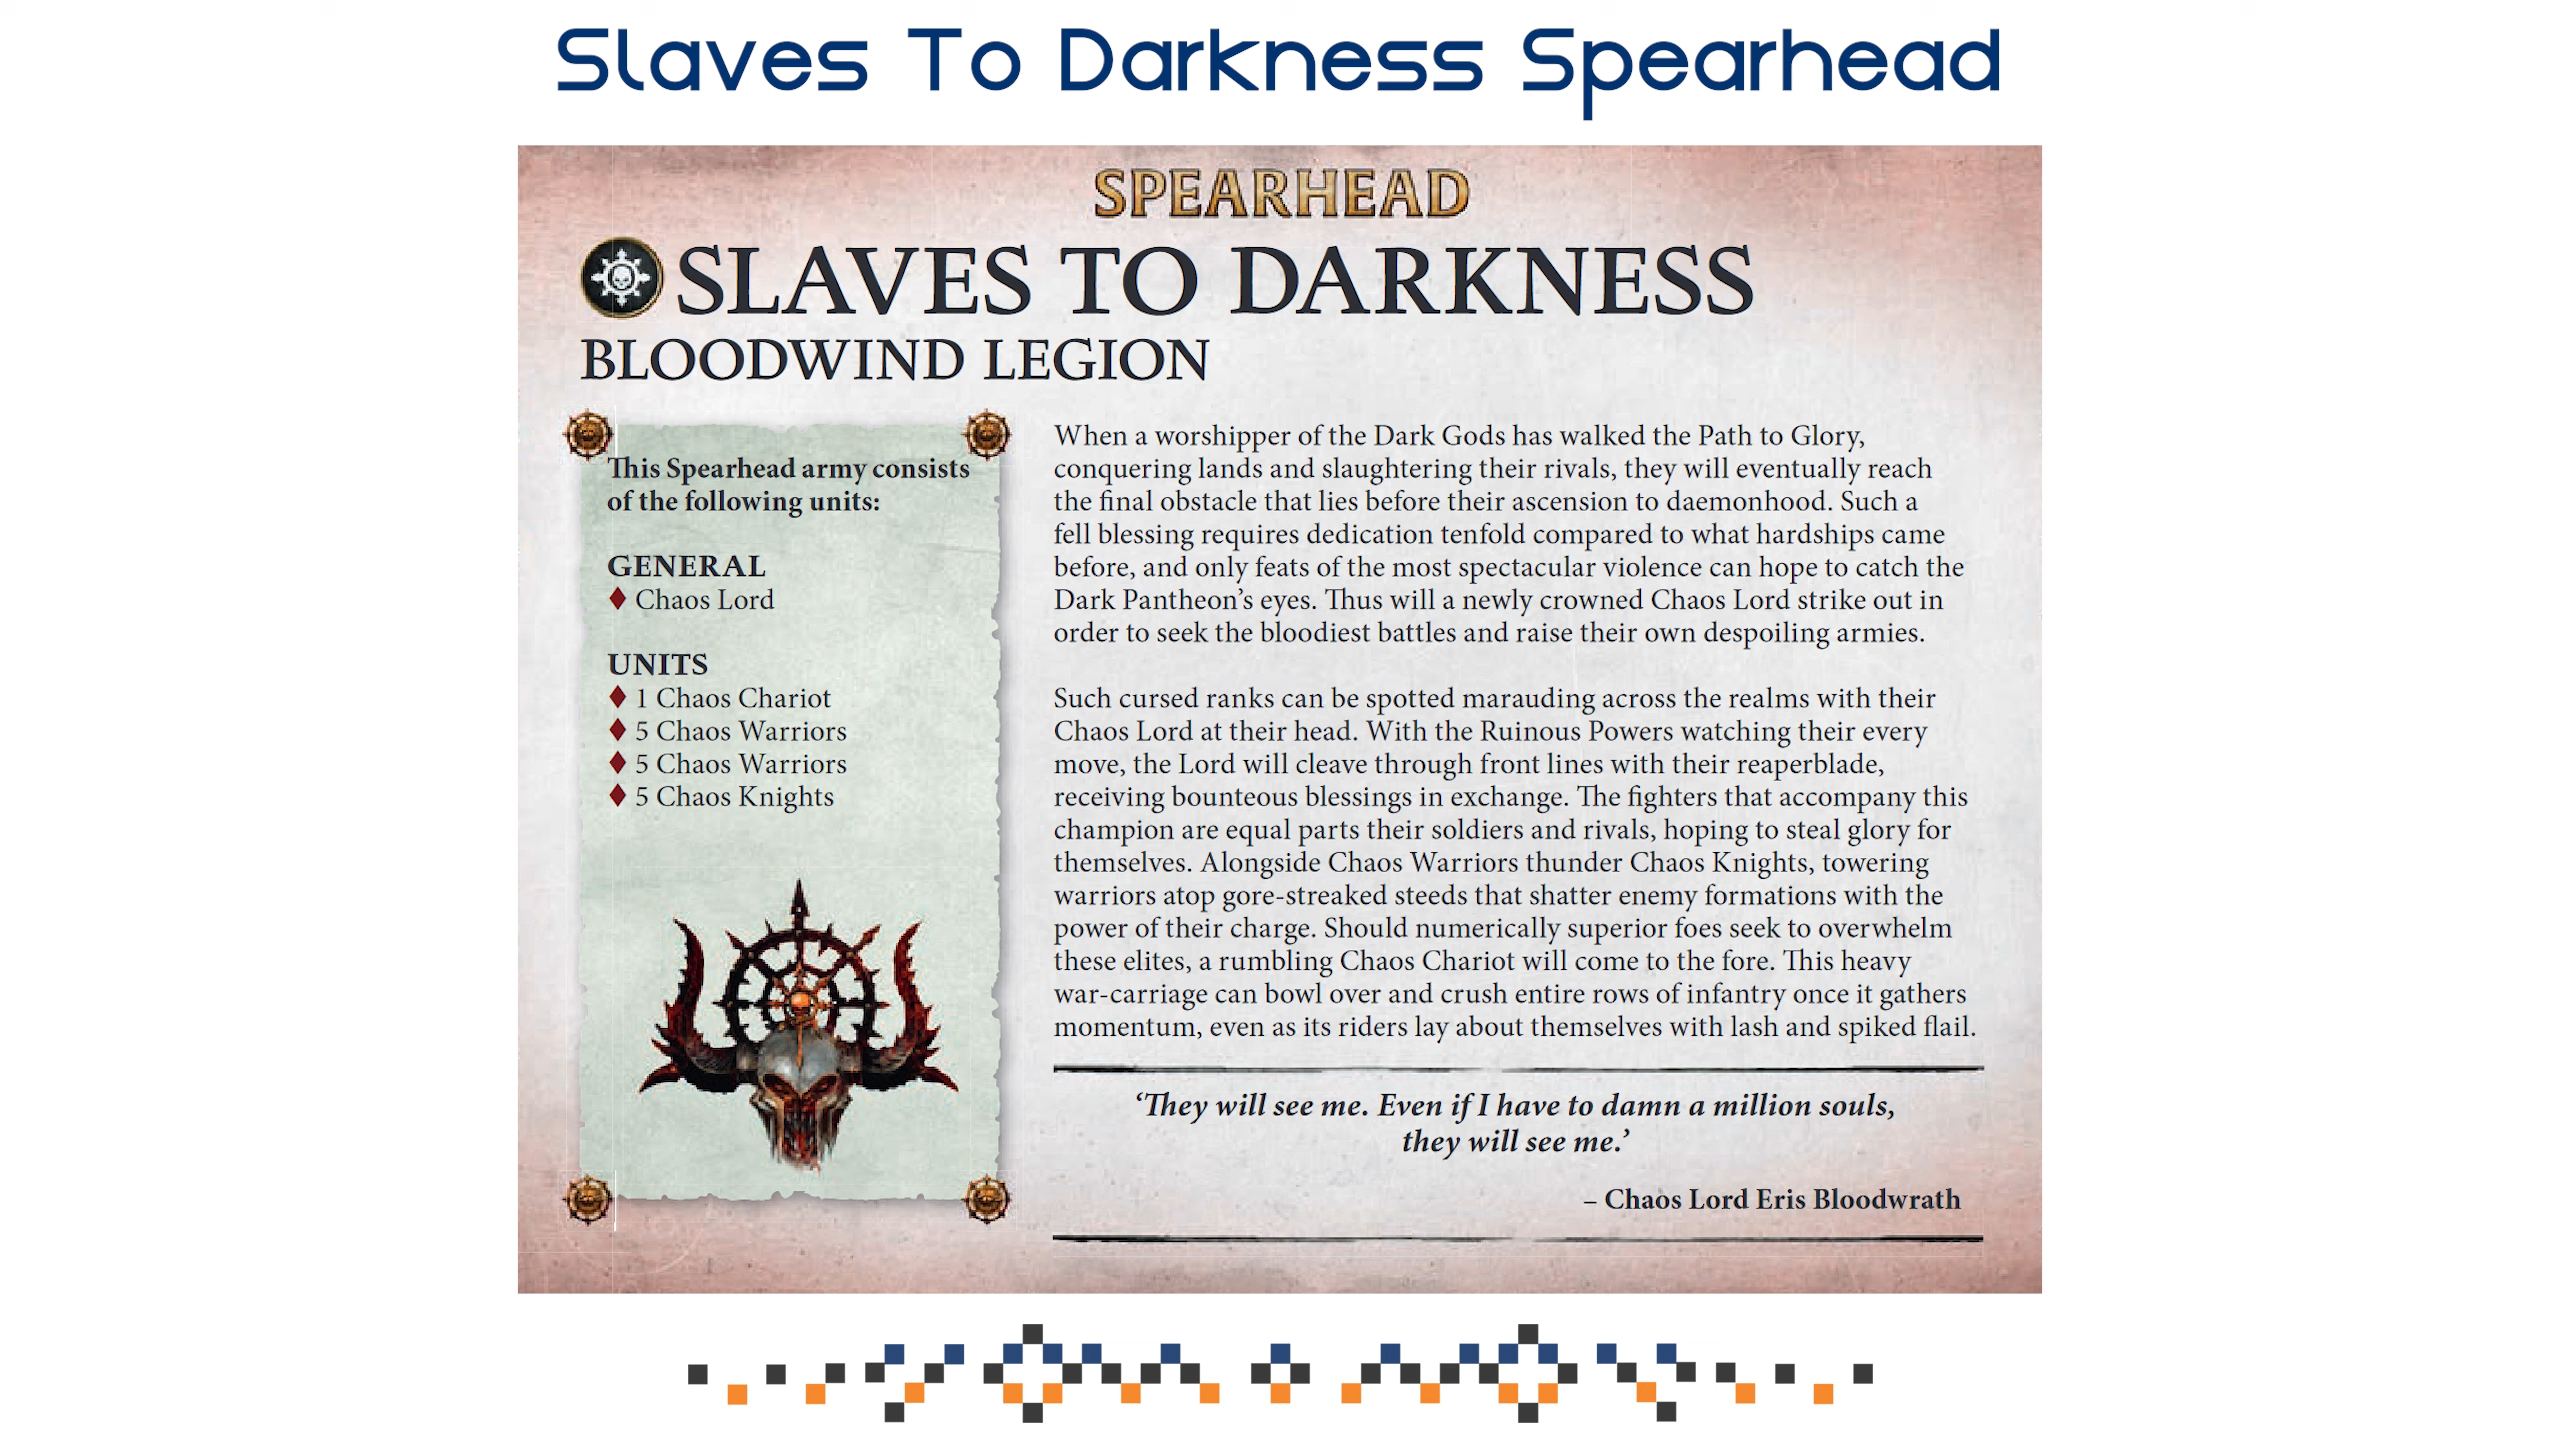 Slaves To Darkness Spearhead
SPEARHEAD
SLAVES TO DARKNESS
BLOODWIND LEGION
This Spearhead army consists
of the following units:
GENERAL
♦ Chaos Lord
UNITS
♦ 1 Chaos Chariot
♦ 5 Chaos Warriors
♦ 5 Chaos Warriors
♦ 5 Chaos Knights
When a worshipper of the Dark Gods has walked the Path to Glory,
conquering lands and slaughtering their rivals, they will eventually reach
the final obstacle that lies before their ascension to daemonhood. Such a
fell blessing requires dedication tenfold compared to what hardships came
before, and only feats of the most spectacular violence can hope to catch the
Dark Pantheon’s eyes. Thus will a newly crowned Chaos Lord strike out in
order to seek the bloodiest battles and raise their own despoiling armies.
Such cursed ranks can be spotted marauding across the realms with their
Chaos Lord at their head. With the Ruinous Powers watching their every
move, the Lord will cleave through front lines with their reaperblade,
receiving bounteous blessings in exchange. The fighters that accompany this
champion are equal parts their soldiers and rivals, hoping to steal glory for
themselves. Alongside Chaos Warriors thunder Chaos Knights, towering
warriors atop gore-streaked steeds that shatter enemy formations with the
power of their charge. Should numerically superior foes seek to overwhelm
these elites, a rumbling Chaos Chariot will come to the fore. This heavy
war-carriage can bowl over and crush entire rows of infantry once it gathers
momentum, even as its riders lay about themselves with lash and spiked flail.
‘They will see me. Even if I have to damn a million souls,
they will see me.’
– Chaos Lord Eris Bloodwrath